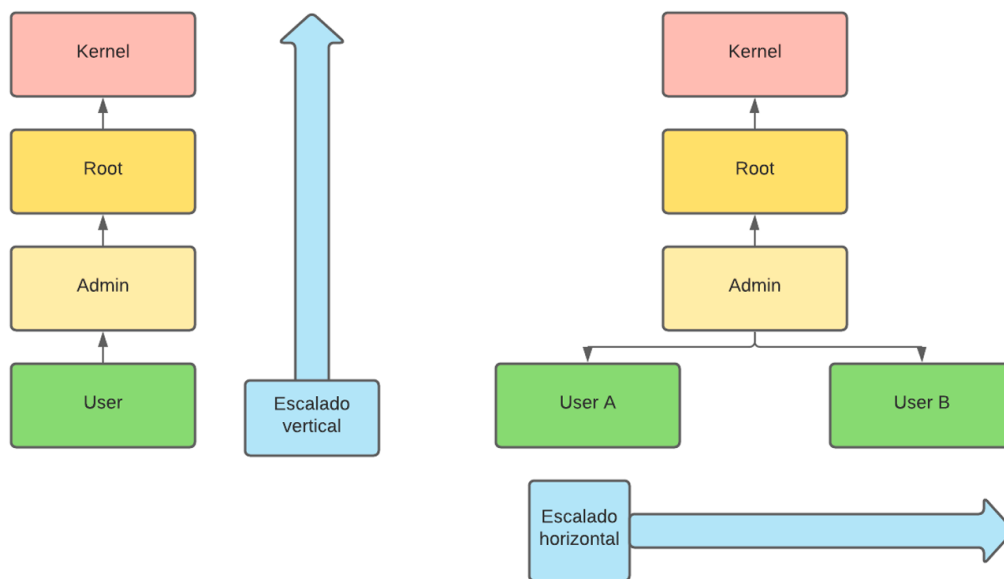 Kernel
Root
Admin
User
Escalado
vertical
Kernel
Root
Admin
User A
User B
Escalado
horizontal